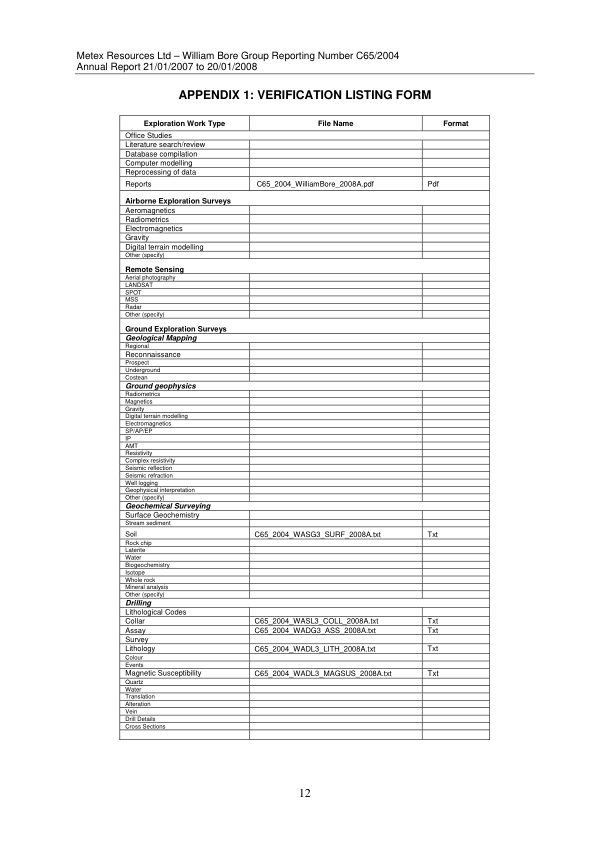 Metex Resources Ltd – William Bore Group Reporting Number C65/2004
Annual Report 21/01/2007 to 20/01/2008
APPENDIX 1: VERIFICATION LISTING FORM
Exploration Work Type File Name Format
Office Studies
Literature search/review
Database compilation
Computer modelling
Reprocessing of data
Reports C65_2004_WilliamBore_2008A.pdf Pdf
Airborne Exploration Surveys
Aeromagnetics
Radiometrics
Electromagnetics
Gravity
Digital terrain modelling
Other (specify)
Remote Sensing
Aerial photography
LANDSAT
SPOT
MSS
Radar
Other (specify)
Ground Exploration Surveys
Geological Mapping
Regional
Reconnaissance
Prospect
Underground
Costean
Ground geophysics
Radiometrics
Magnetics
Gravity
Digital terrain modelling
Electromagnetics
SP/AP/EP
IP
AMT
Resistivity
Complex resistivity
Seismic reflection
Seismic refraction
Well logging
Geophysical interpretation
Other (specify)
Geochemical Surveying
Surface Geochemistry
Stream sediment
Soil C65_2004_WASG3_SURF_2008A.txt Txt
Rock chip
Laterite
Water
Biogeochemistry
Isotope
Whole rock
Mineral analysis
Other (specify)
Drilling
Lithological Codes
Collar C65_2004_WASL3_COLL_2008A.txt Txt
Assay C65_2004_WADG3_ASS_2008A.txt Txt
Survey
Lithology C65_2004_WADL3_LITH_2008A.txt Txt
Colour
Events
Magnetic Susceptibility C65_2004_WADL3_MAGSUS_2008A.txt Txt
Quartz
Water
Translation
Alteration
Vein
Drill Details
Cross Sections
12